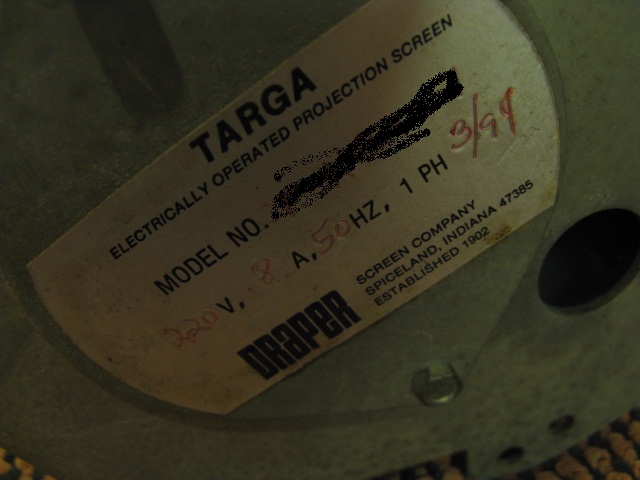 TARGA
ELECTRICALLY OPERATED PROJECTION SCREEN
MODEL NO. 3/94
220 V, .8 A, 50 HZ, 1 PH
DRAPER
SCREEN COMPANY
SPICELAND, INDIANA 47385
ESTABLISHED 1902